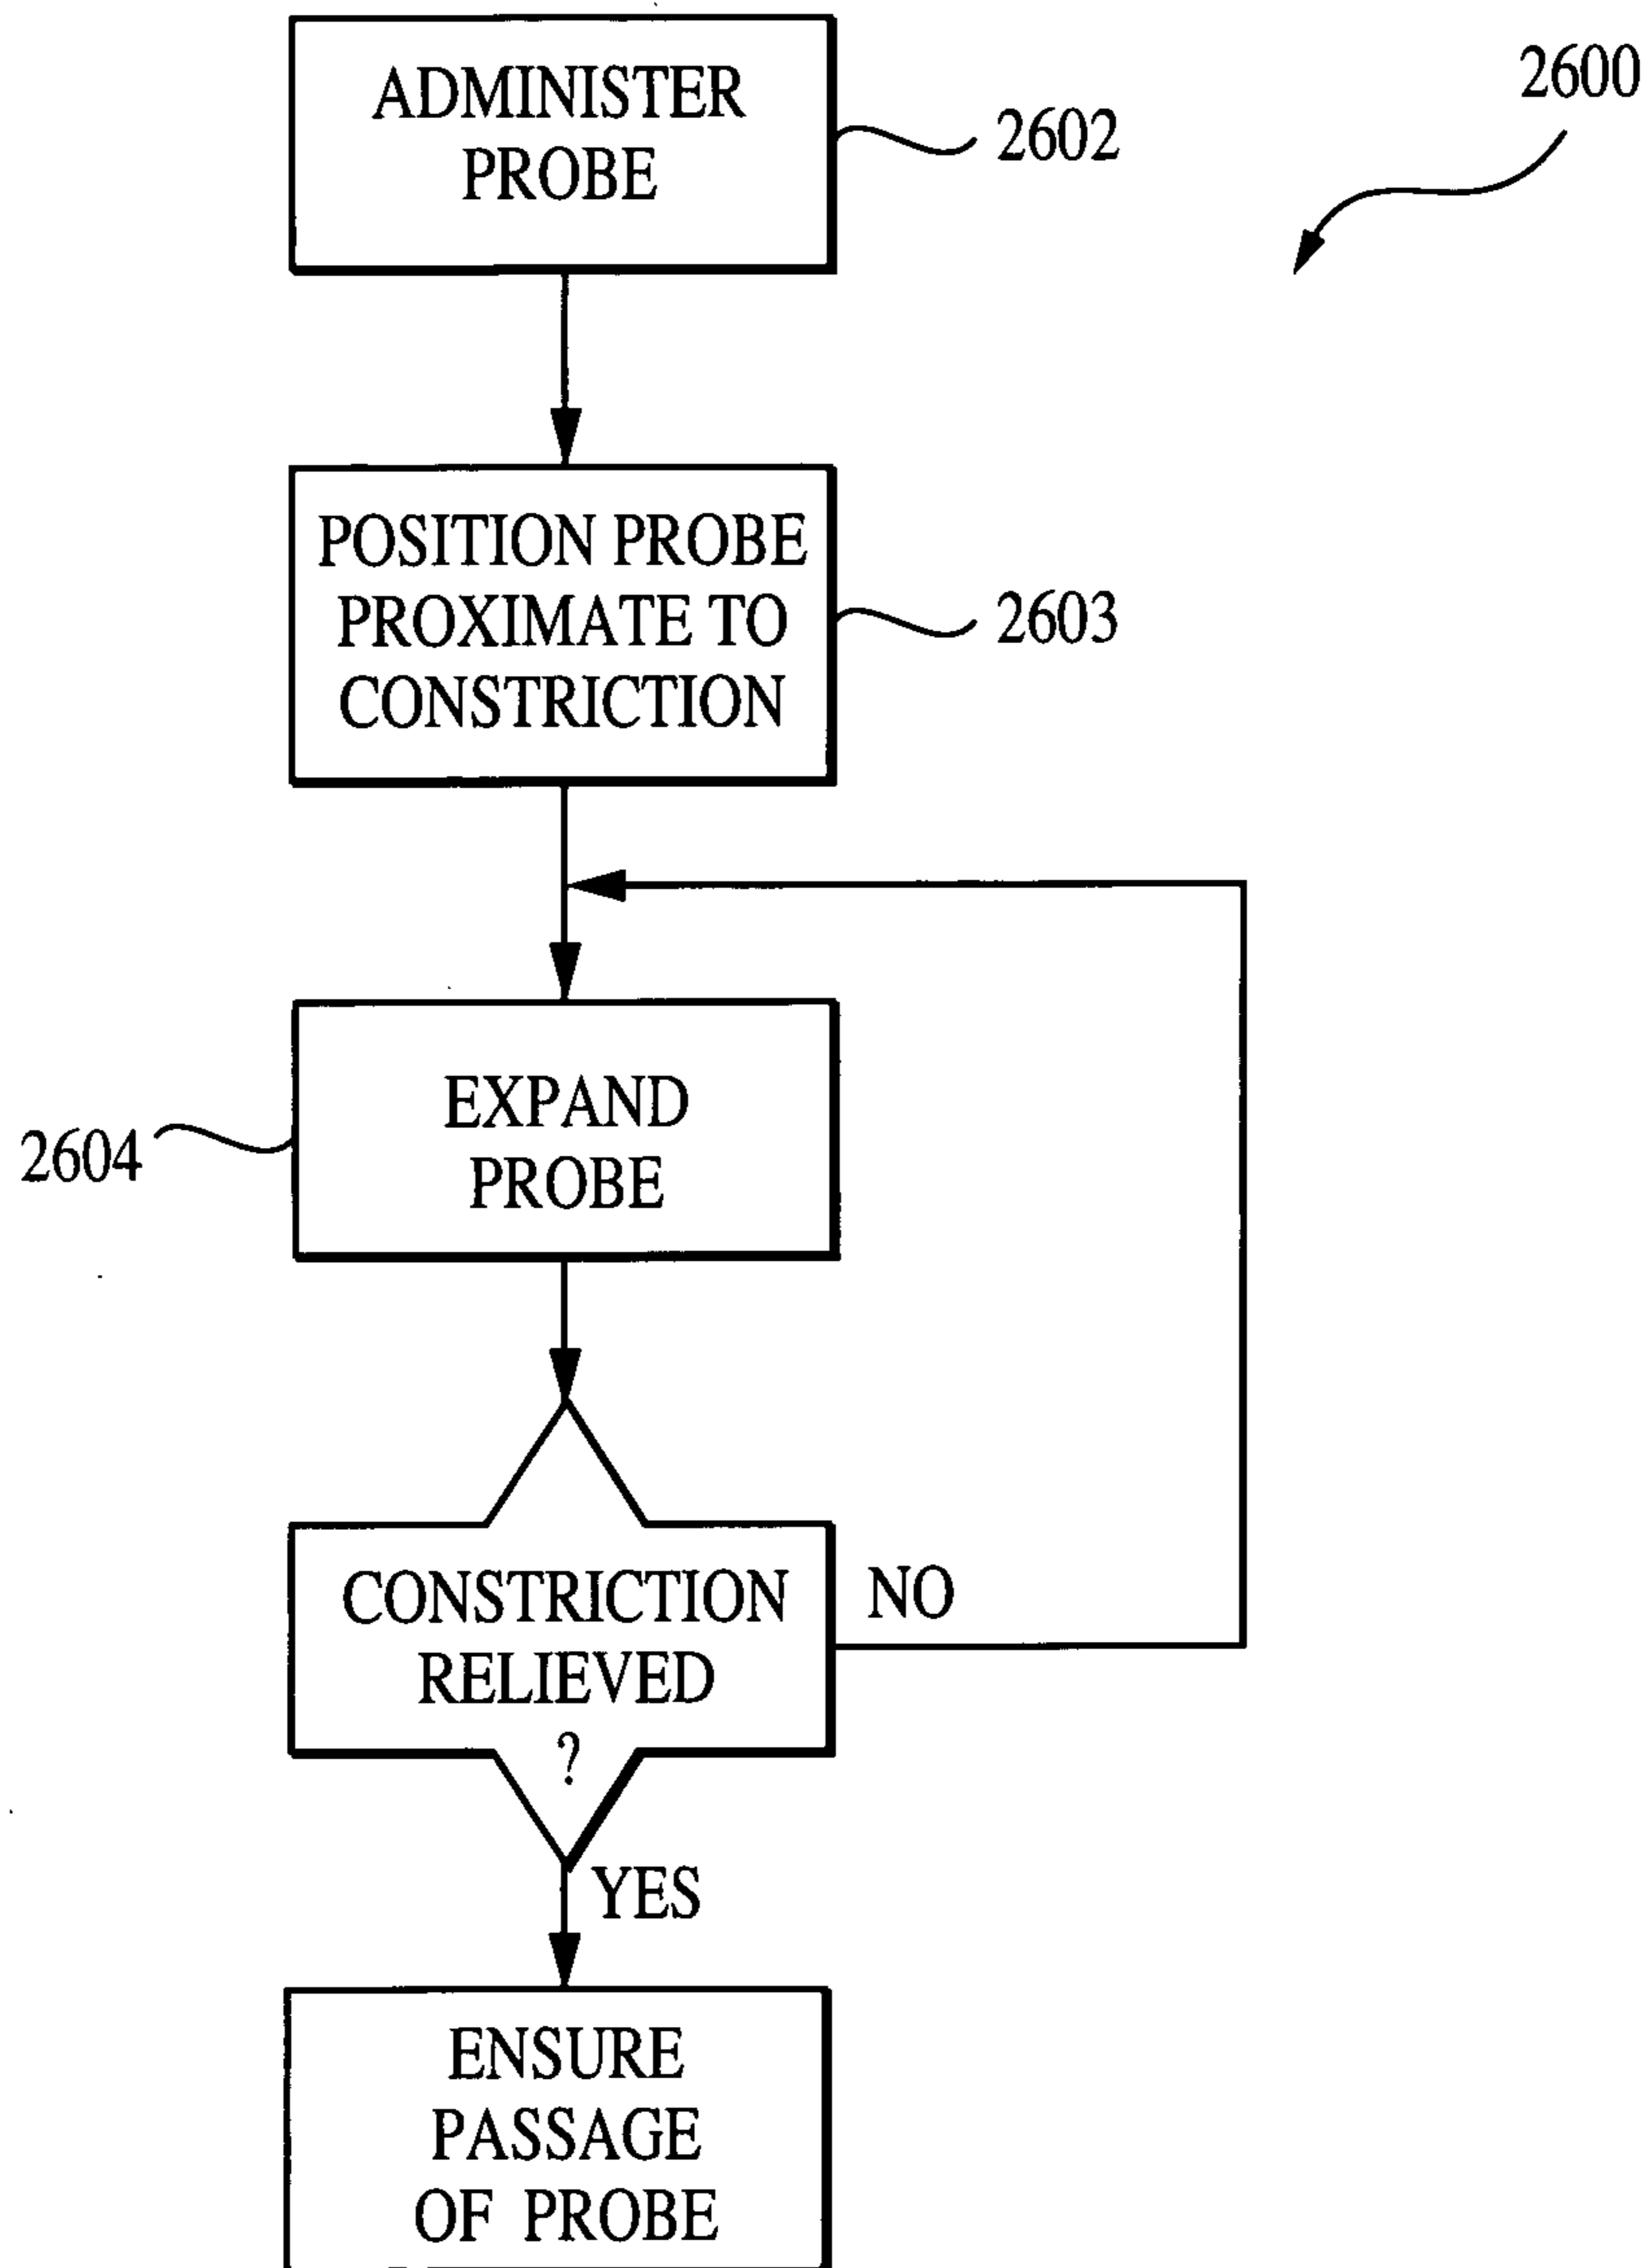 ADMINISTER
PROBE
2602
2600
POSITION PROBE
PROXIMATE TO
CONSTRICTION
2603
EXPAND
PROBE
2604
CONSTRICTION
RELIEVED
?
NO
YES
ENSURE
PASSAGE
OF PROBE